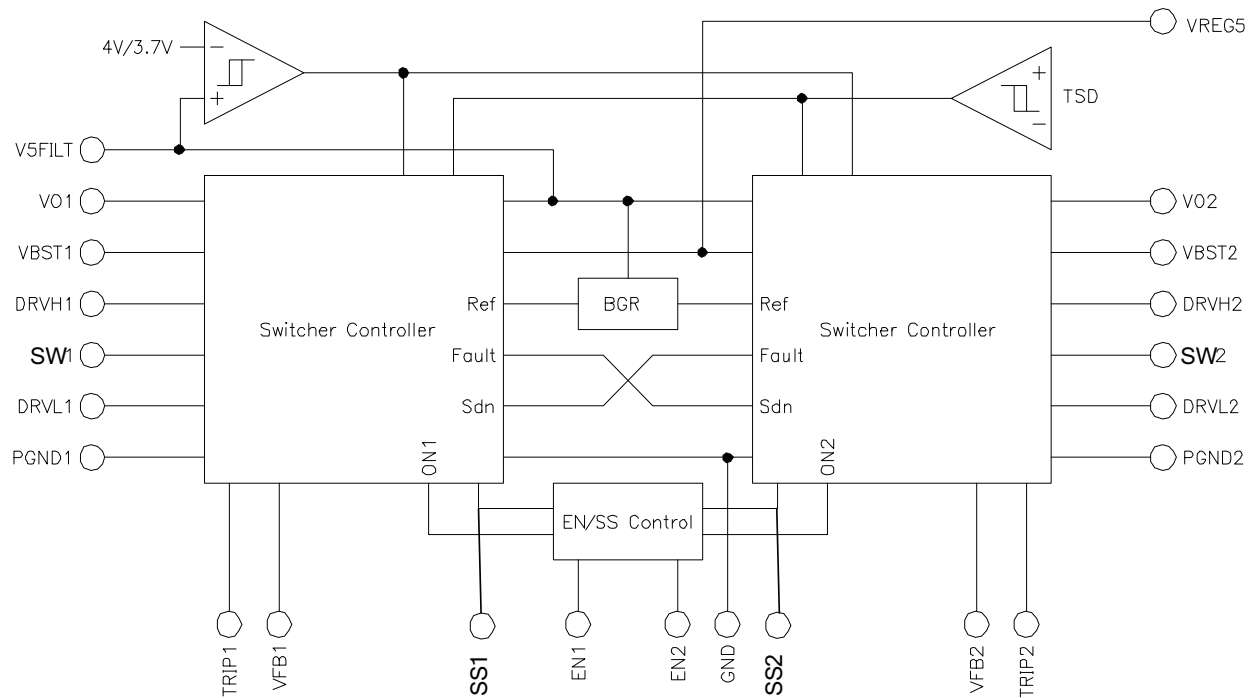 VREG5
4V/3.7V
−
+
+
−
TSD
V5FILT
VO1
VO2
VBST1
VBST2
DRVH1
Ref
BGR
Ref
DRVH2
Switcher Controller
Switcher Controller
SW1
Fault
Fault
SW2
DRVL1
Sdn
Sdn
DRVL2
PGND1
ON1
ON2
PGND2
EN/SS Control
TRIP1
VFB1
SS1
EN1
EN2
GND
SS2
VFB2
TRIP2